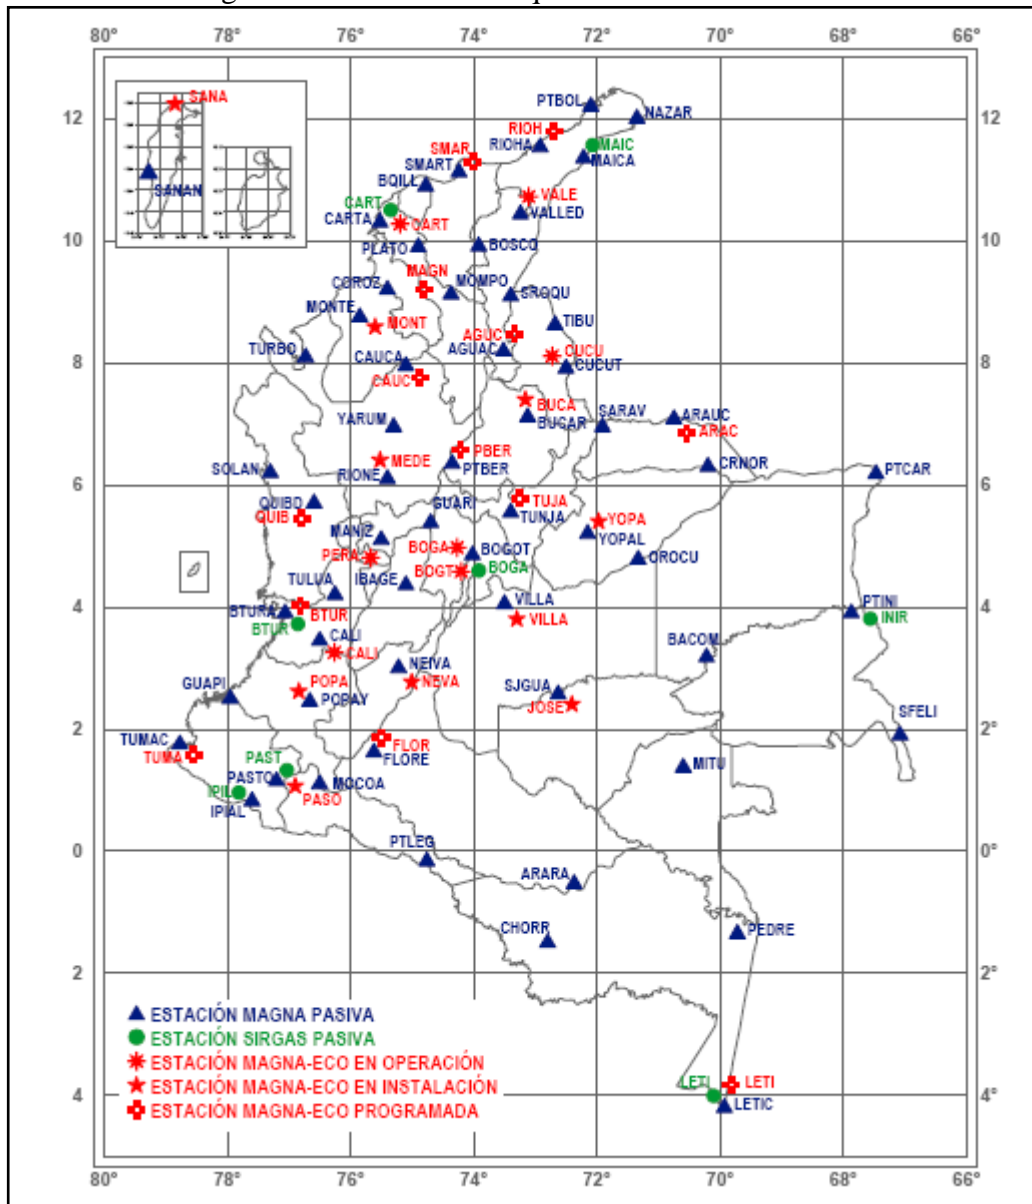 80° 78° 76° 74° 72° 70° 68° 66°
SANA
SANAN
PTBOL
NAZAR
12
RIOH
RIOHA
MAIC
MAICA
SMAR
SMART
BQILL
VALE
VALLED
CART
CARTA
CART
10 10
PLATO
BOSCO
MAGN
COROZ
MOMPO
SROQU
MONTE
MONT
TIBU
AGUC
AGUAC
TURBO
CAUCA
CUCU
CUCUT
8 8
CAUC
BUCA
BUCAR
SARAV
ARAUC
ARAC
YARUM
PBER
PTBER
MEDE
RIONE
CRNOR
SOLAN
PTCAR
6 6
QUIBD
QUIB
GUARI
TUJA
TUNJA
YOPA
YOPAL
MANIZ
PERA
BOGA
BOGOT
BOGT
BOGA
OROCU
TULUA
IBAGE
4 4
BTURA
BTUR
BTUR
VILLA
VILLA
PTINI
INIR
CALI
CALI
BACOM
NEIVA
NEVA
GUAPI
POPA
POPAY
SJGUA
JOSE
SFELI
2 2°
TUMAC
TUMA
FLOR
FLORE
PAST
PASTO
MITU
IPIL
IPIAL
PASO
MOCOA
PTLEG
0 0°
ARARA
CHORR
PEDRE
2 2°
ESTACIÓN MAGNA PASIVA
ESTACIÓN SIRGAS PASIVA
ESTACIÓN MAGNA-ECO EN OPERACIÓN
ESTACIÓN MAGNA-ECO EN INSTALACIÓN
ESTACIÓN MAGNA-ECO PROGRAMADA
LETI
LETI
LETIC
4 4°
80° 78° 76° 74° 72° 70° 68° 66°